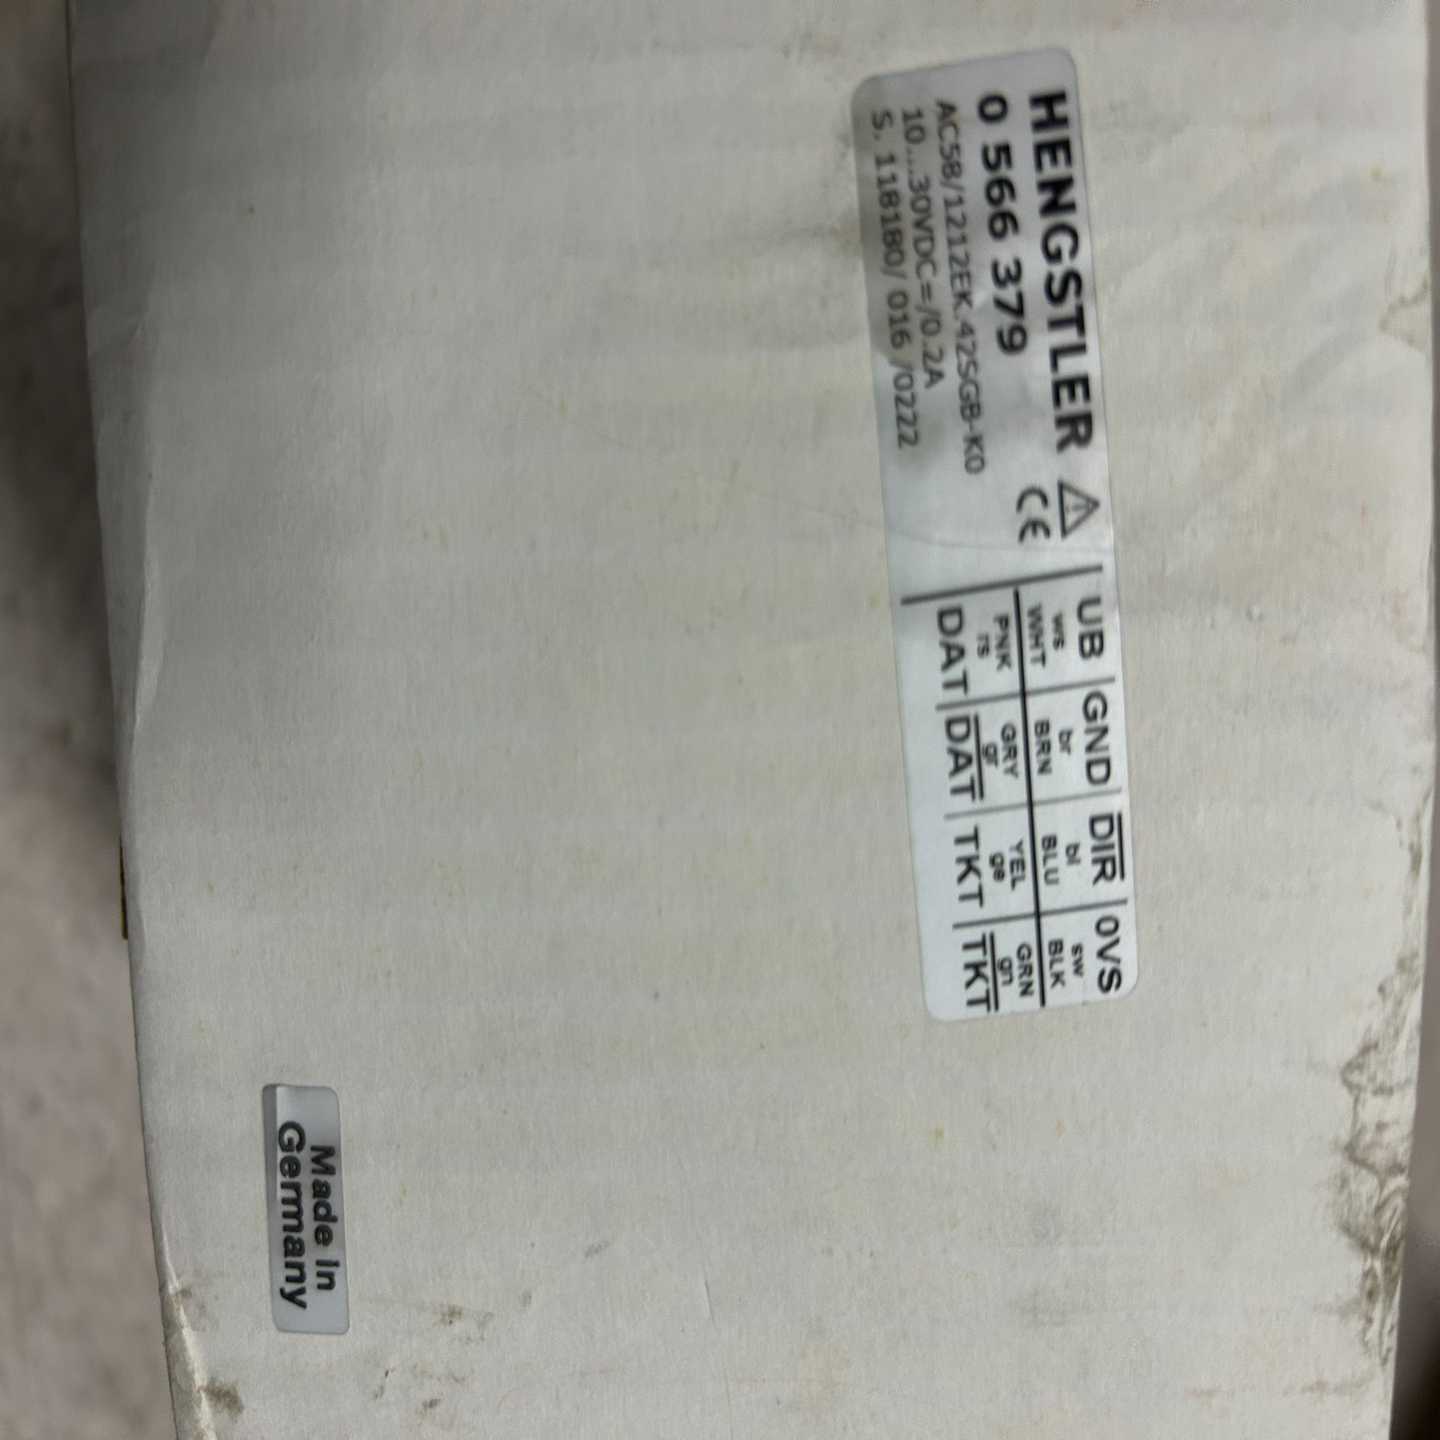 HENGSTLER
0 566 379
AC58/1212EK.42SGB-K0
10...30VDC=/0.2A
S. 118180/ 016 /0222
CE
UB GND DIR 0VS
ws br bl sw
WHT BRN BLU BLK
PNK GRY YEL GRN
rs gr ge gn
DAT DAT TKT TKT
Made in
Germany